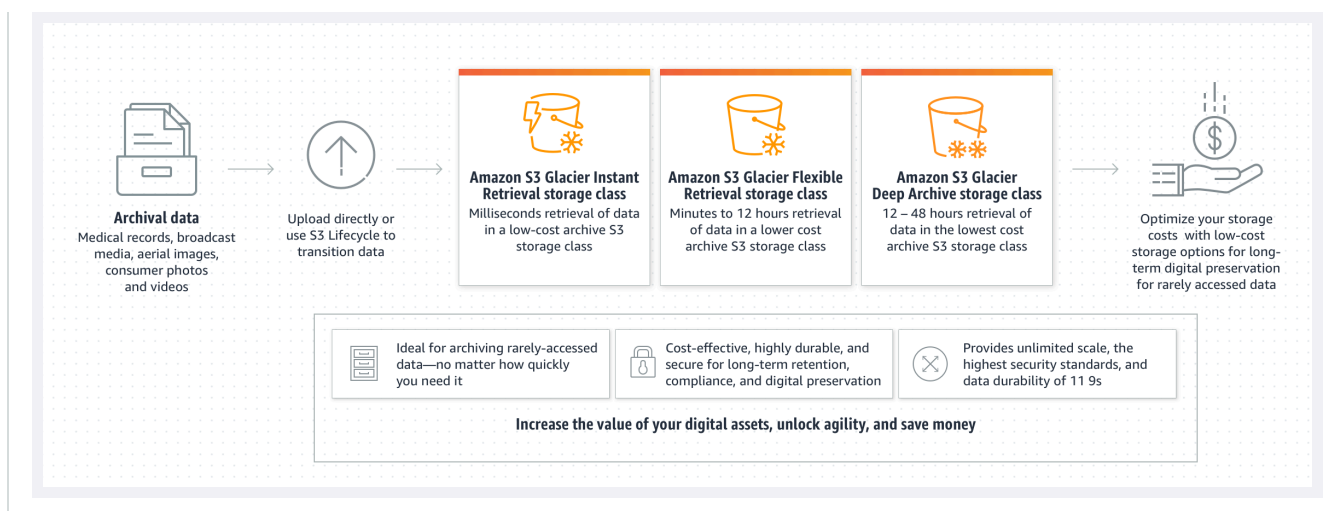 Archival data
Medical records, broadcast
media, aerial images,
consumer photos
and videos
Upload directly or
use S3 Lifecycle to
transition data
Amazon S3 Glacier Instant
Retrieval storage class
Milliseconds retrieval of data
in a low-cost archive S3
storage class
Amazon S3 Glacier Flexible
Retrieval storage class
Minutes to 12 hours retrieval
of data in a lower cost
archive S3 storage class
Amazon S3 Glacier
Deep Archive storage class
12 – 48 hours retrieval of
data in the lowest cost
archive S3 storage class
$
Optimize your storage
costs with low-cost
storage options for long-
term digital preservation
for rarely accessed data
Ideal for archiving rarely-accessed
data—no matter how quickly
you need it
Cost-effective, highly durable, and
secure for long-term retention,
compliance, and digital preservation
Provides unlimited scale, the
highest security standards, and
data durability of 11 9s
Increase the value of your digital assets, unlock agility, and save money